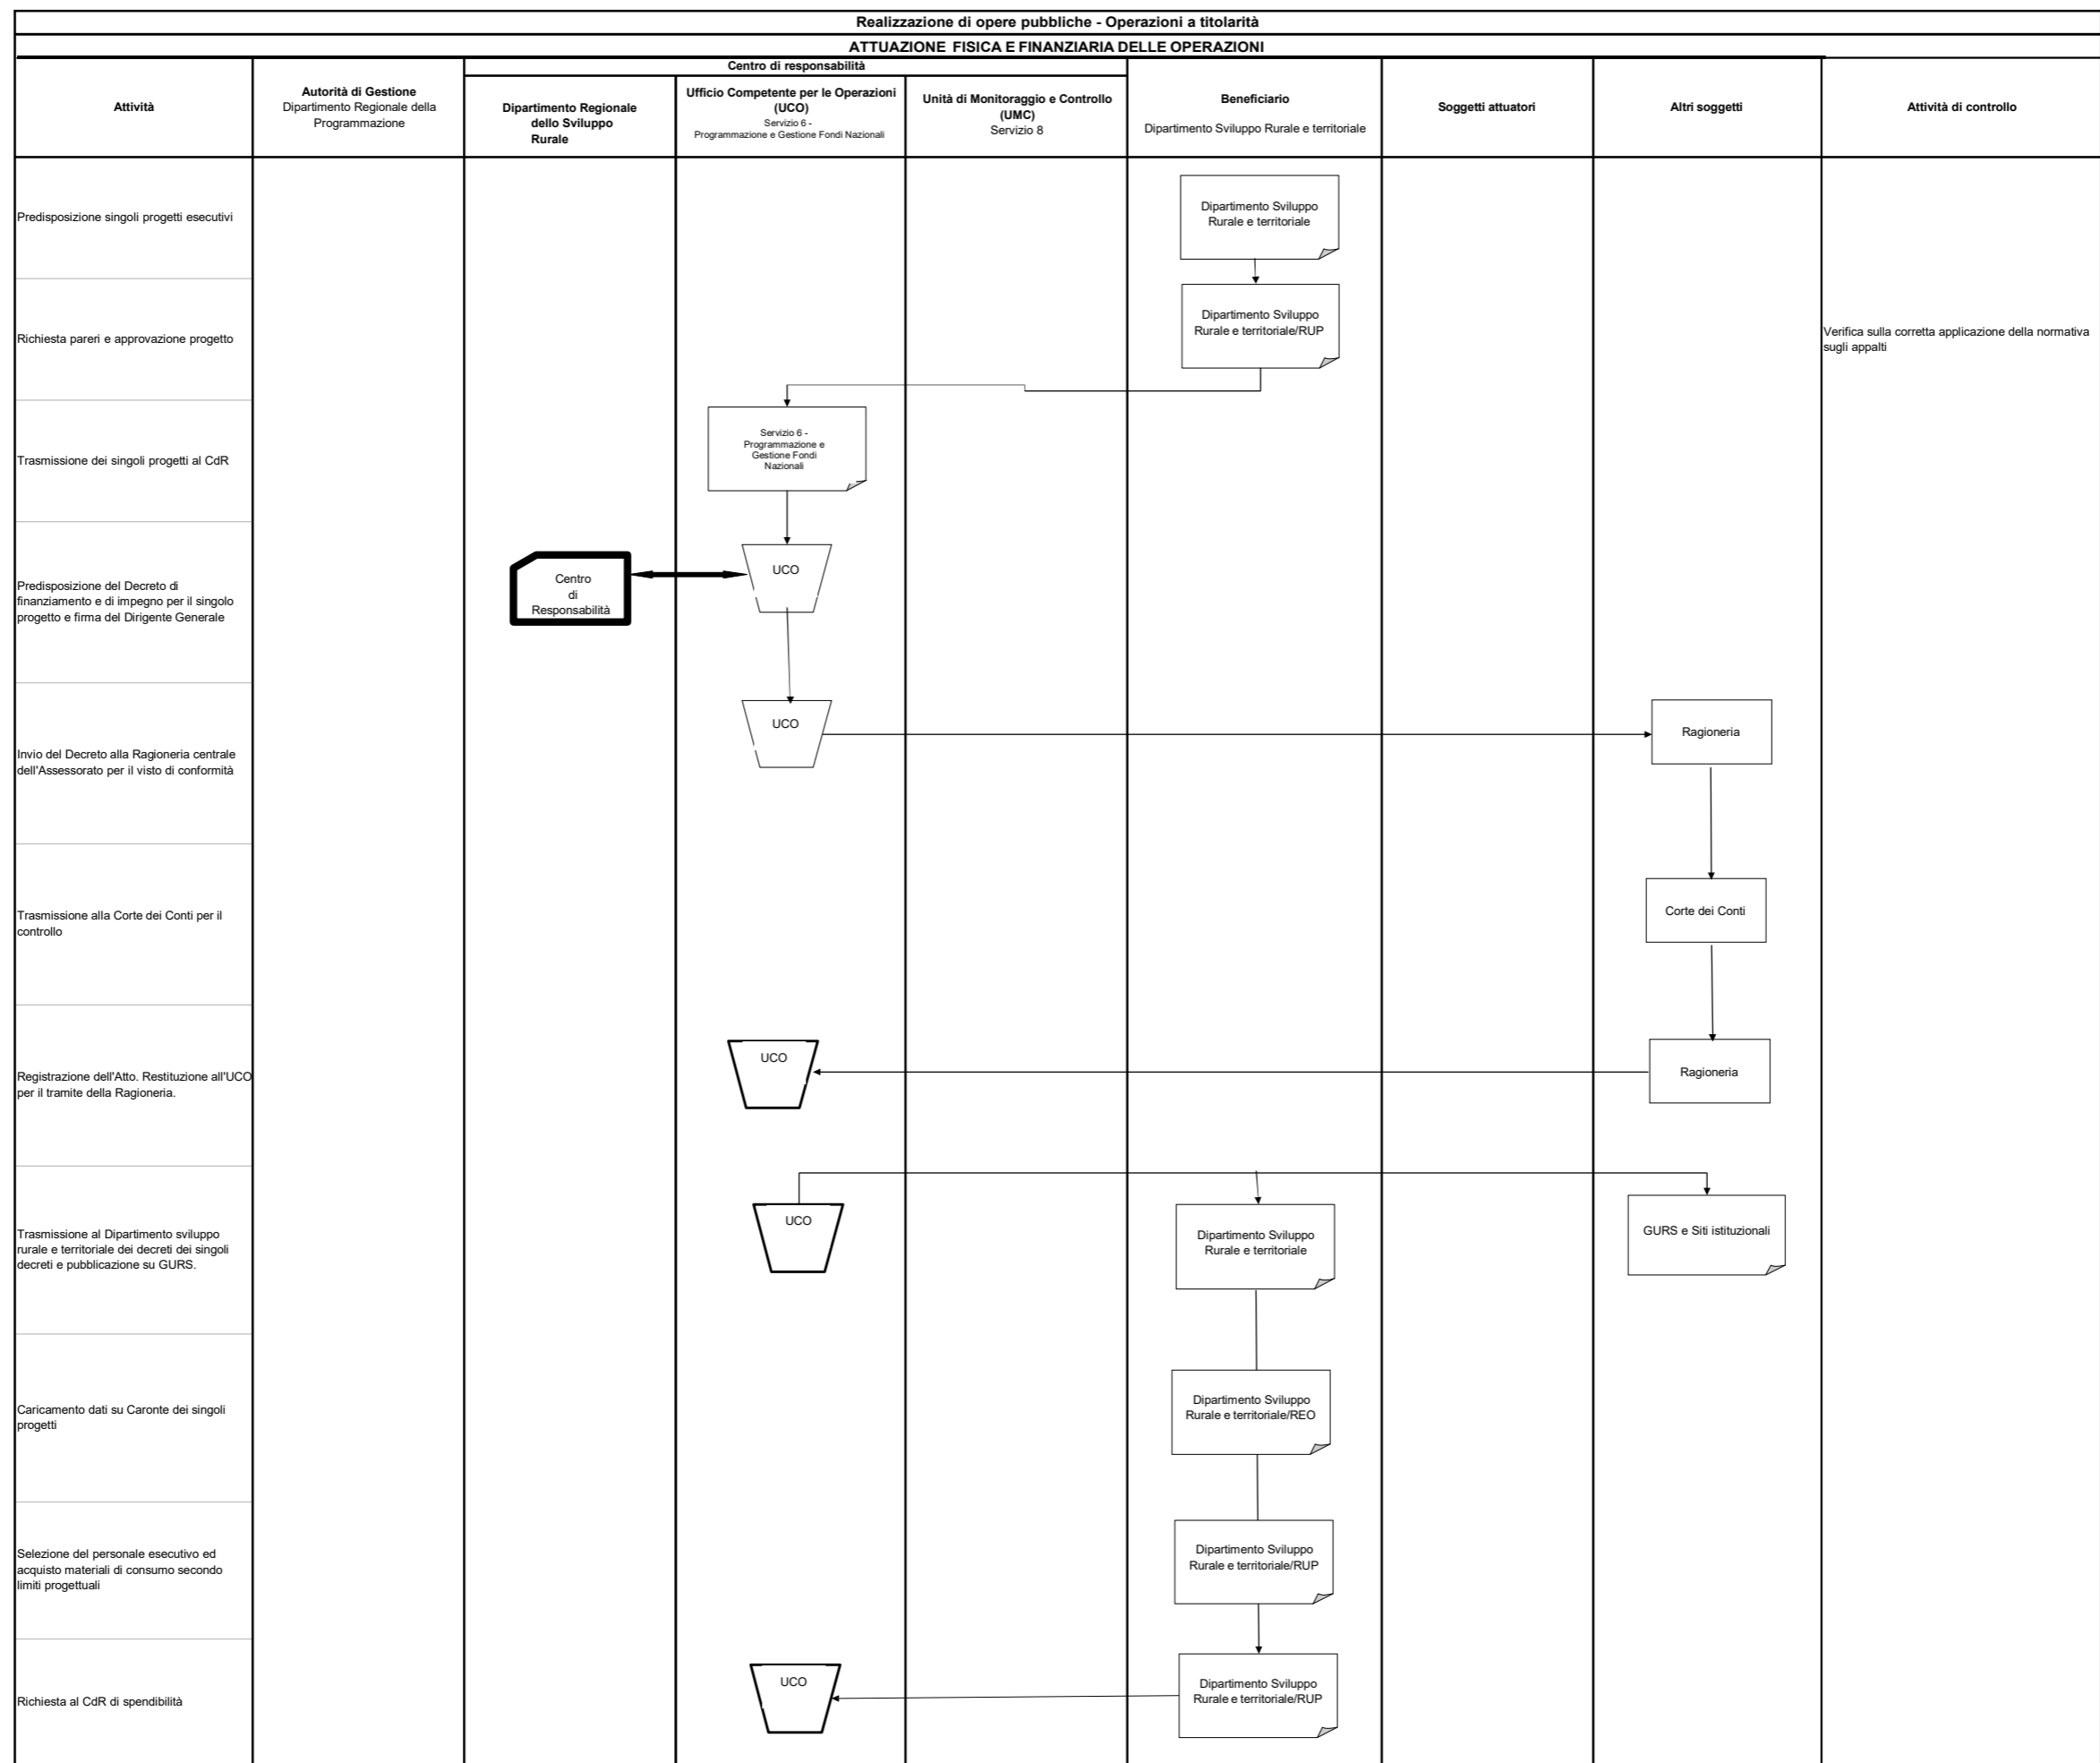 Realizzazione di opere pubbliche - Operazioni a titolarità
ATTUAZIONE FISICA E FINANZIARIA DELLE OPERAZIONI
Attività
Autorità di Gestione
Dipartimento Regionale della
Programmazione
Centro di responsabilità
Dipartimento Regionale
dello Sviluppo
Rurale
Ufficio Competente per le Operazioni
(UCO)
Servizio 6 -
Programmazione e Gestione Fondi Nazionali
Unità di Monitoraggio e Controllo
(UMC)
Servizio 8
Beneficiario
Dipartimento Sviluppo Rurale e territoriale
Soggetti attuatori
Altri soggetti
Attività di controllo
Predisposizione singoli progetti esecutivi
Dipartimento Sviluppo
Rurale e territoriale
Richiesta pareri e approvazione progetto
Dipartimento Sviluppo
Rurale e territoriale/RUP
Verifica sulla corretta applicazione della normativa
sugli appalti
Trasmissione dei singoli progetti al CdR
Servizio 6 -
Programmazione e
Gestione Fondi
Nazionali
Predisposizione del Decreto di
finanziamento e di impegno per il singolo
progetto e firma del Dirigente Generale
Centro
di
Responsabilità
UCO
Invio del Decreto alla Ragioneria centrale
dell'Assessorato per il visto di conformità
UCO
Ragioneria
Trasmissione alla Corte dei Conti per il
controllo
Corte dei Conti
Registrazione dell'Atto. Restituzione all'UCO
per il tramite della Ragioneria.
UCO
Ragioneria
Trasmissione al Dipartimento sviluppo
rurale e territoriale dei decreti dei singoli
decreti e pubblicazione su GURS.
UCO
Dipartimento Sviluppo
Rurale e territoriale
GURS e Siti istituzionali
Caricamento dati su Caronte dei singoli
progetti
Dipartimento Sviluppo
Rurale e territoriale/REO
Selezione del personale esecutivo ed
acquisto materiali di consumo secondo
limiti progettuali
Dipartimento Sviluppo
Rurale e territoriale/RUP
Richiesta al CdR di spendibilità
UCO
Dipartimento Sviluppo
Rurale e territoriale/RUP